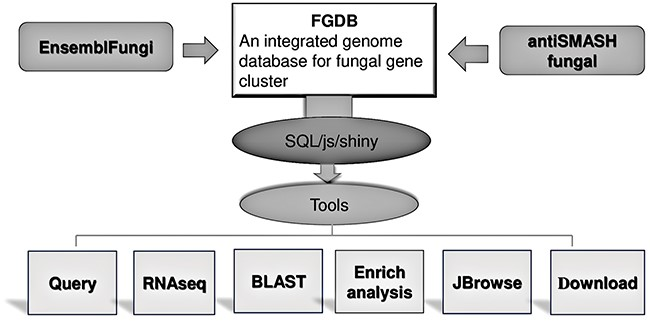 EnsemblFungi
FGDB
An integrated genome
database for fungal gene
cluster
antiSMASH
fungal
SQL/js/shiny
Tools
Query
RNAseq
BLAST
Enrich
analysis
JBrowse
Download